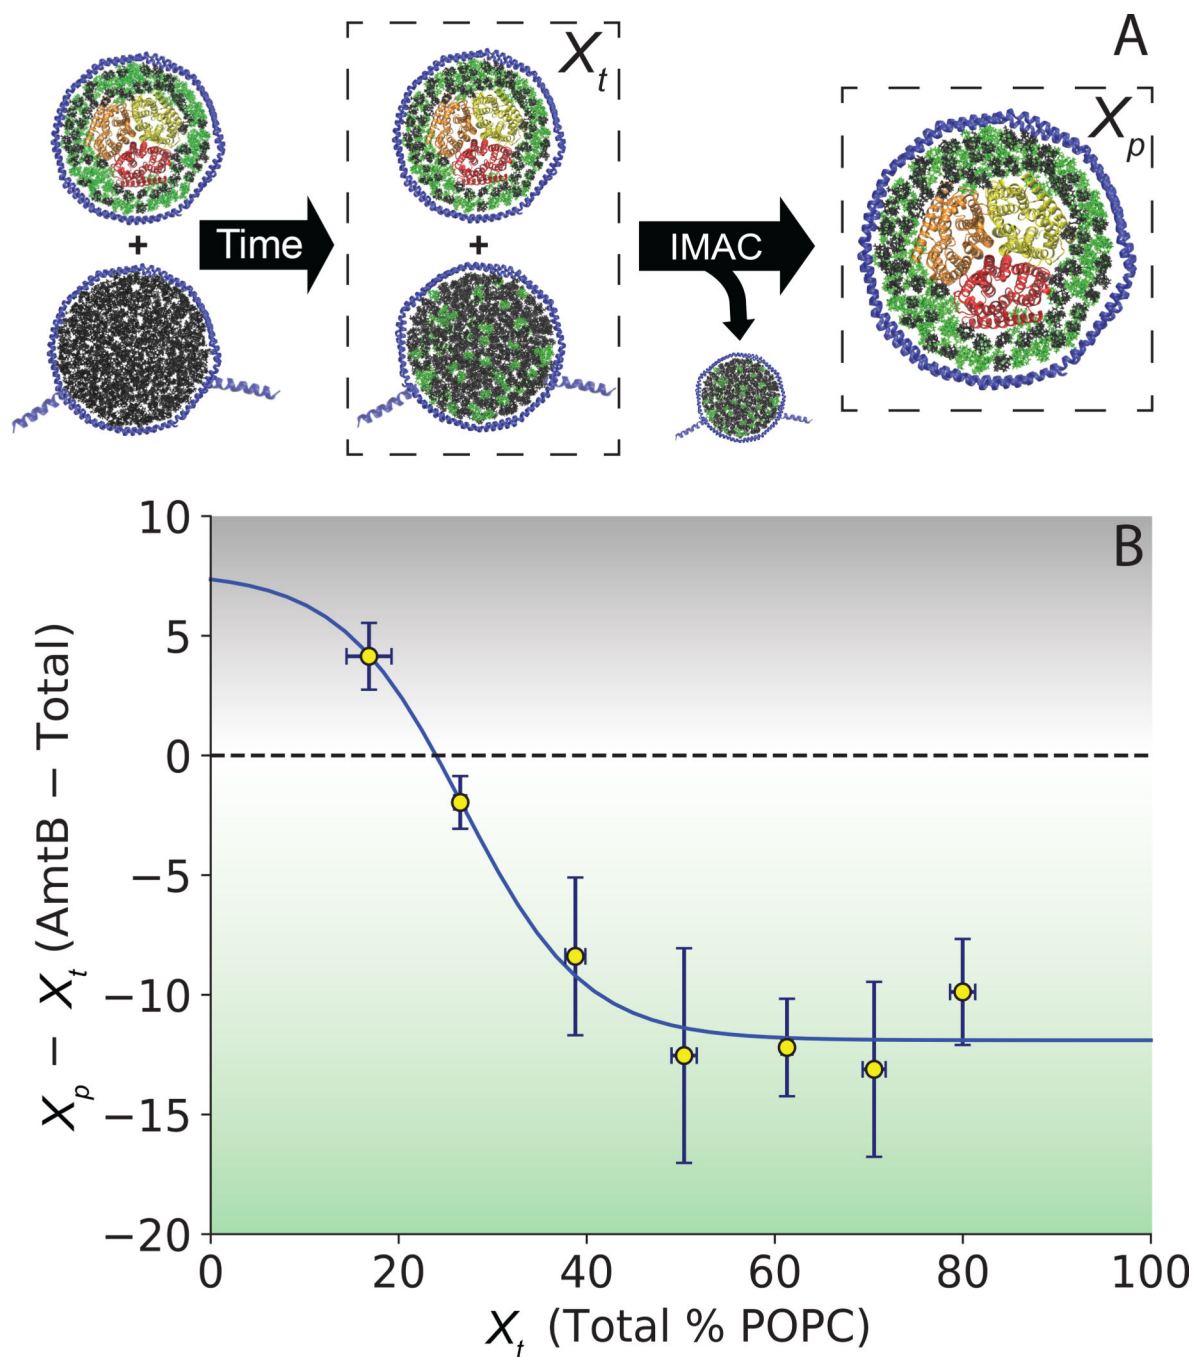 A
X_t
X_p
+
Time
+
IMAC
B
X_p − X_t (AmtB − Total)
10
5
0
−5
−10
−15
−20
0 20 40 60 80 100
X_t (Total % POPC)